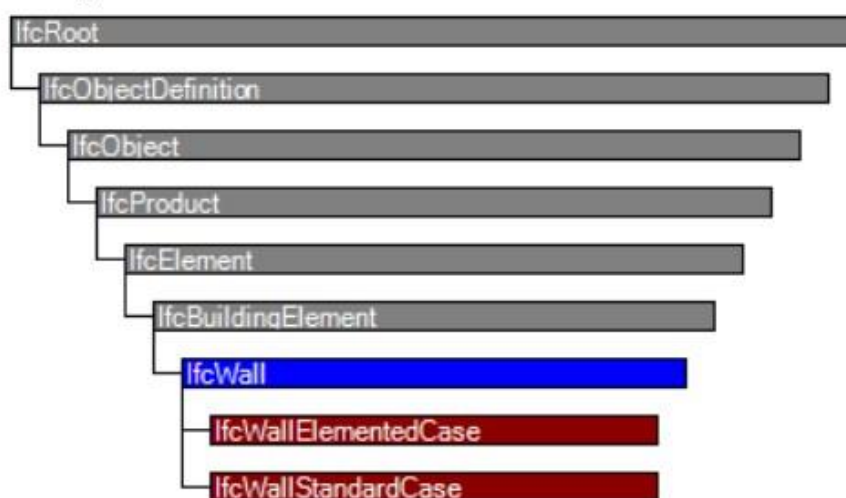 IfcRoot
IfcObjectDefinition
IfcObject
IfcProduct
IfcElement
IfcBuildingElement
IfcWall
IfcWallElementedCase
IfcWallStandardCase